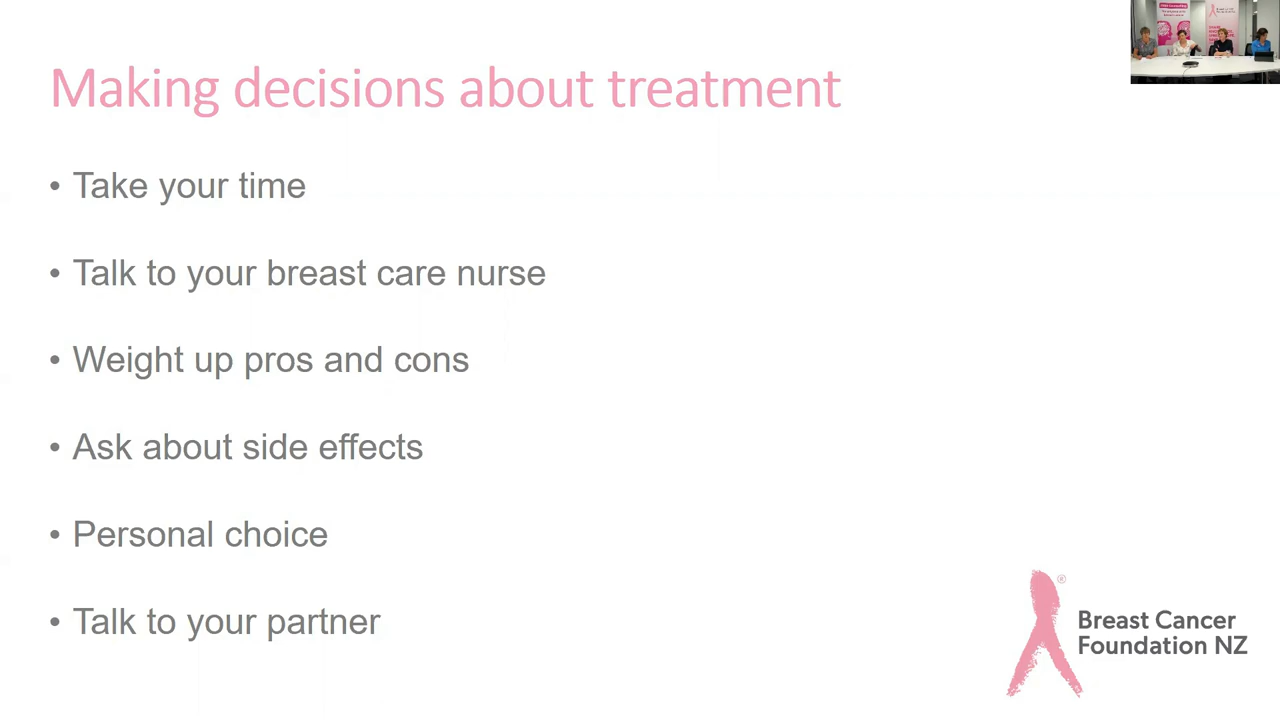 Making decisions about treatment
• Take your time
• Talk to your breast care nurse
• Weight up pros and cons
• Ask about side effects
• Personal choice
• Talk to your partner
®
Breast Cancer
Foundation NZ